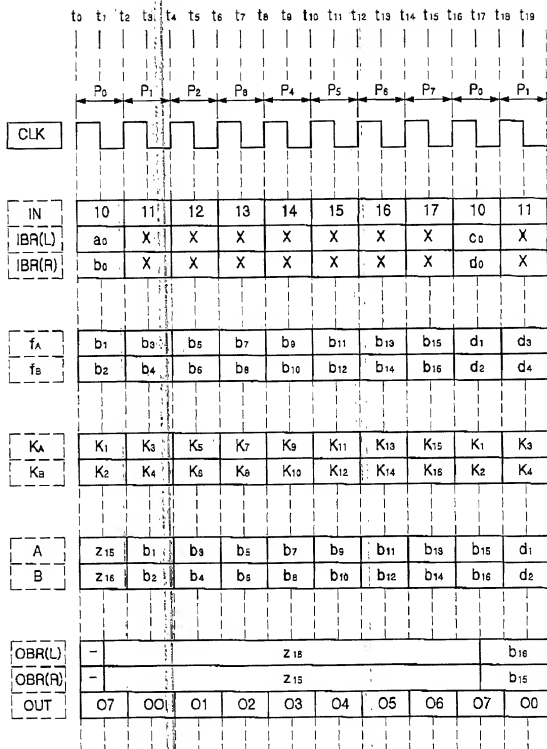 t0 t1 t2 t3 t4 t5 t6 t7 t8 t9 t10 t11 t12 t13 t14 t15 t16 t17 t18 t19
P0 P1 P2 P3 P4 P5 P6 P7 P0 P1
CLK
IN 10 11 12 13 14 15 16 17 10 11
IBR(L) a0 X X X X X X X c0 X
IBR(R) b0 X X X X X X X d0 X
fA b1 b3 b5 b7 b9 b11 b13 b15 d1 d3
fB b2 b4 b6 b8 b10 b12 b14 b16 d2 d4
KA K1 K3 K5 K7 K9 K11 K13 K15 K1 K3
KB K2 K4 K6 K8 K10 K12 K14 K16 K2 K4
A z15 b1 b3 b5 b7 b9 b11 b13 b15 d1
B z16 b2 b4 b6 b8 b10 b12 b14 b16 d2
OBR(L) - z16 b16
OBR(R) - z15 b15
OUT O7 O0 O1 O2 O3 O4 O5 O6 O7 O0